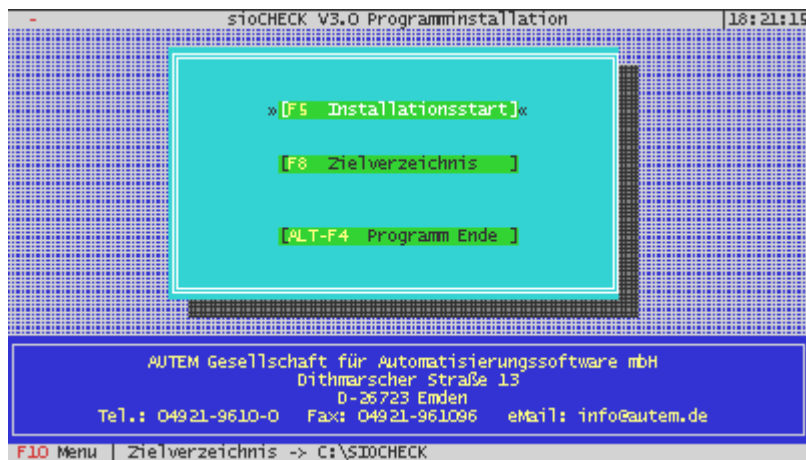 - sioCHECK V3.0 Programminstallation |18:21:15
»[F5 Installationsstart]«
[F8 Zielverzeichnis ]
[ALT-F4 Programm Ende ]
AUTEM Gesellschaft für Automatisierungssoftware mbH
Dithmarscher Straße 13
D-26723 Emden
Tel.: 04921-9610-0 Fax: 04921-961096 eMail: info@autem.de
F10 Menu | Zielverzeichnis -> C:\SIOCHECK